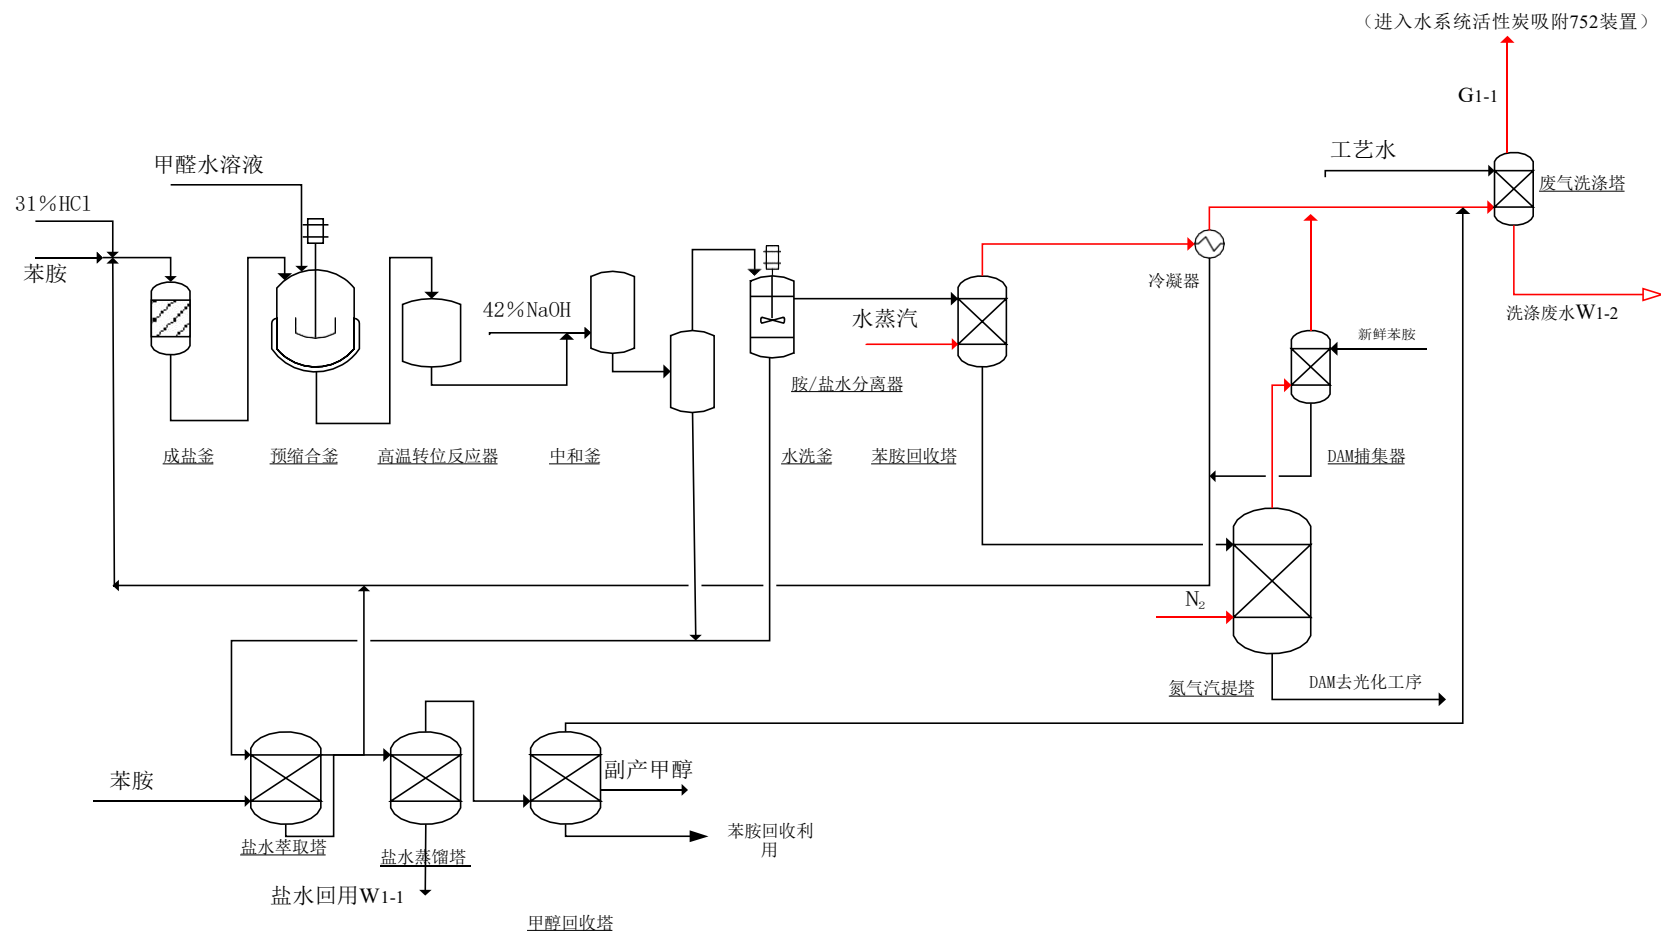 （进入水系统活性炭吸附752装置）
G1-1
工艺水
甲醛水溶液
废气洗涤塔
31%HCl
苯胺
冷凝器
42%NaOH
水蒸汽
洗涤废水W1-2
新鲜苯胺
胺/盐水分离器
成盐釜
预缩合釜
高温转位反应器
中和釜
水洗釜
苯胺回收塔
DAM捕集器
N2
氮气汽提塔
DAM去光化工序
苯胺
副产甲醇
苯胺回收利
用
盐水萃取塔
盐水蒸馏塔
盐水回用W1-1
甲醇回收塔